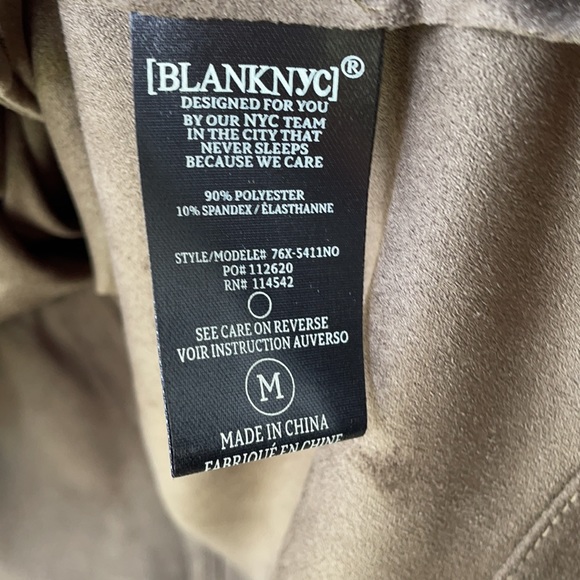 [BLANKNYC]®
DESIGNED FOR YOU
BY OUR NYC TEAM
IN THE CITY THAT
NEVER SLEEPS
BECAUSE WE CARE
90% POLYESTER
10% SPANDEX / ÉLASTHANNE
STYLE/MODÈLE# 76X-5411NO
PO# 112620
RN# 114542
SEE CARE ON REVERSE
VOIR INSTRUCTION AUVERSO
M
MADE IN CHINA
FABRIQUÉ EN CHINE